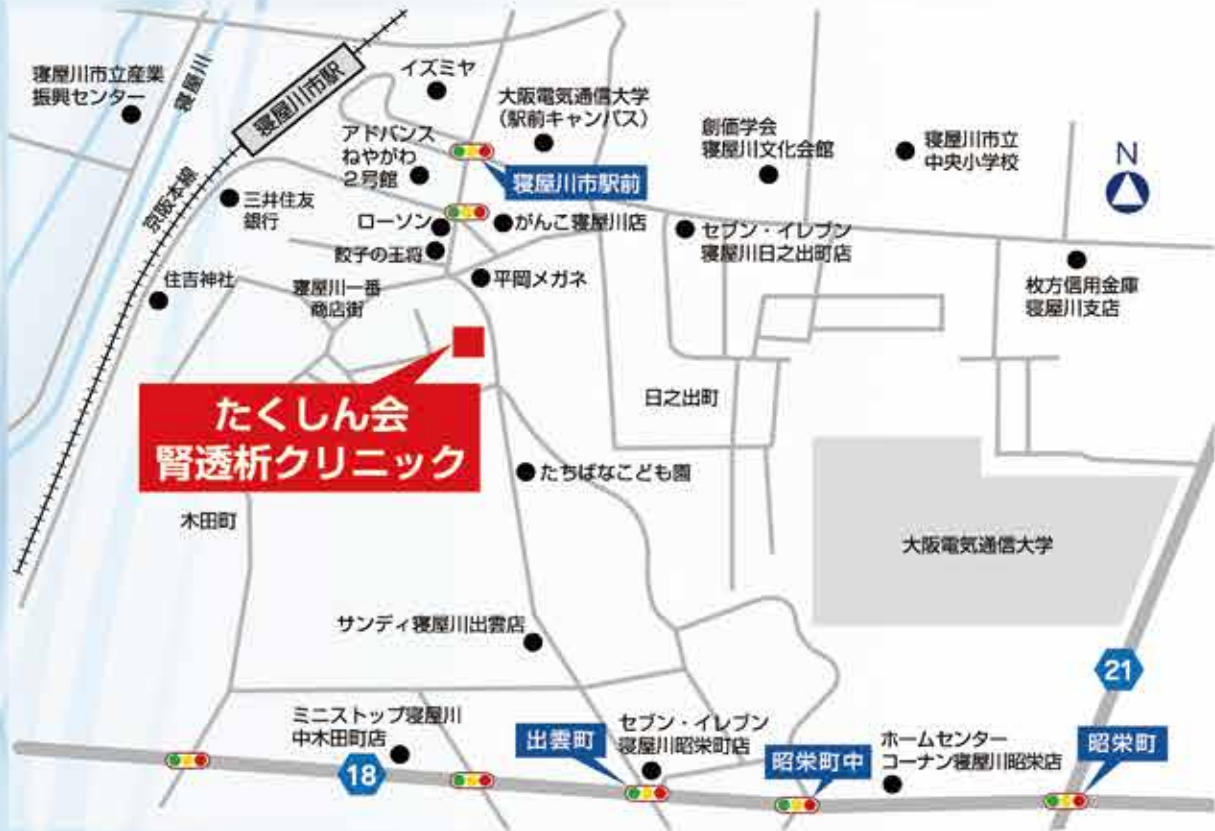 寝屋川市立産業
振興センター
寝屋川
寝屋川市駅
京阪本線
イズミヤ
大阪電気通信大学
(駅前キャンパス)
アドバンス
ねやがわ
2号館
寝屋川市駅前
創価学会
寝屋川文化会館
寝屋川市立
中央小学校
N
三井住友
銀行
ローソン
がんこ寝屋川店
餃子の王将
セブン・イレブン
寝屋川日之出町店
住吉神社
寝屋川一番
商店街
平岡メガネ
枚方信用金庫
寝屋川支店
たくしん会
腎透析クリニック
日之出町
たちばなこども園
木田町
大阪電気通信大学
サンディ寝屋川出雲店
21
ミニストップ寝屋川
中木田町店
18
出雲町
セブン・イレブン
寝屋川昭栄町店
昭栄町中
ホームセンター
コーナン寝屋川昭栄店
昭栄町